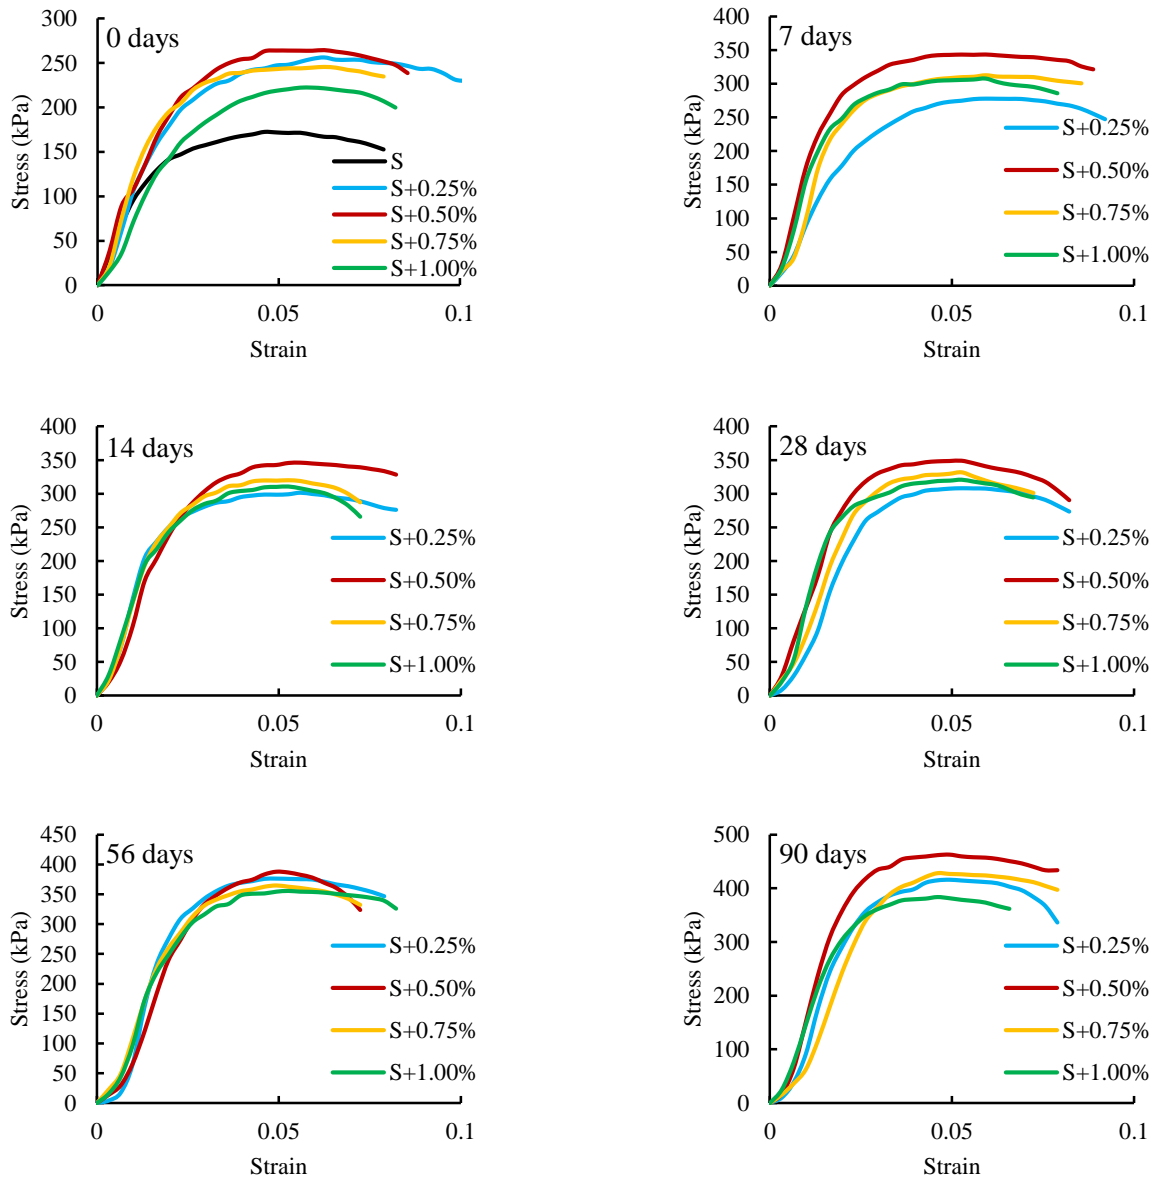 0 days
Stress (kPa)
300
250
200
150
100
50
0
0 0.05 0.1
Strain
S
S+0.25%
S+0.50%
S+0.75%
S+1.00%
7 days
Stress (kPa)
400
350
300
250
200
150
100
50
0
0 0.05 0.1
Strain
S+0.25%
S+0.50%
S+0.75%
S+1.00%
14 days
Stress (kPa)
400
350
300
250
200
150
100
50
0
0 0.05 0.1
Strain
S+0.25%
S+0.50%
S+0.75%
S+1.00%
28 days
Stress (kPa)
400
350
300
250
200
150
100
50
0
0 0.05 0.1
Strain
S+0.25%
S+0.50%
S+0.75%
S+1.00%
56 days
Stress (kPa)
450
400
350
300
250
200
150
100
50
0
0 0.05 0.1
Strain
S+0.25%
S+0.50%
S+0.75%
S+1.00%
90 days
Stress (kPa)
500
400
300
200
100
0
0 0.05 0.1
Strain
S+0.25%
S+0.50%
S+0.75%
S+1.00%